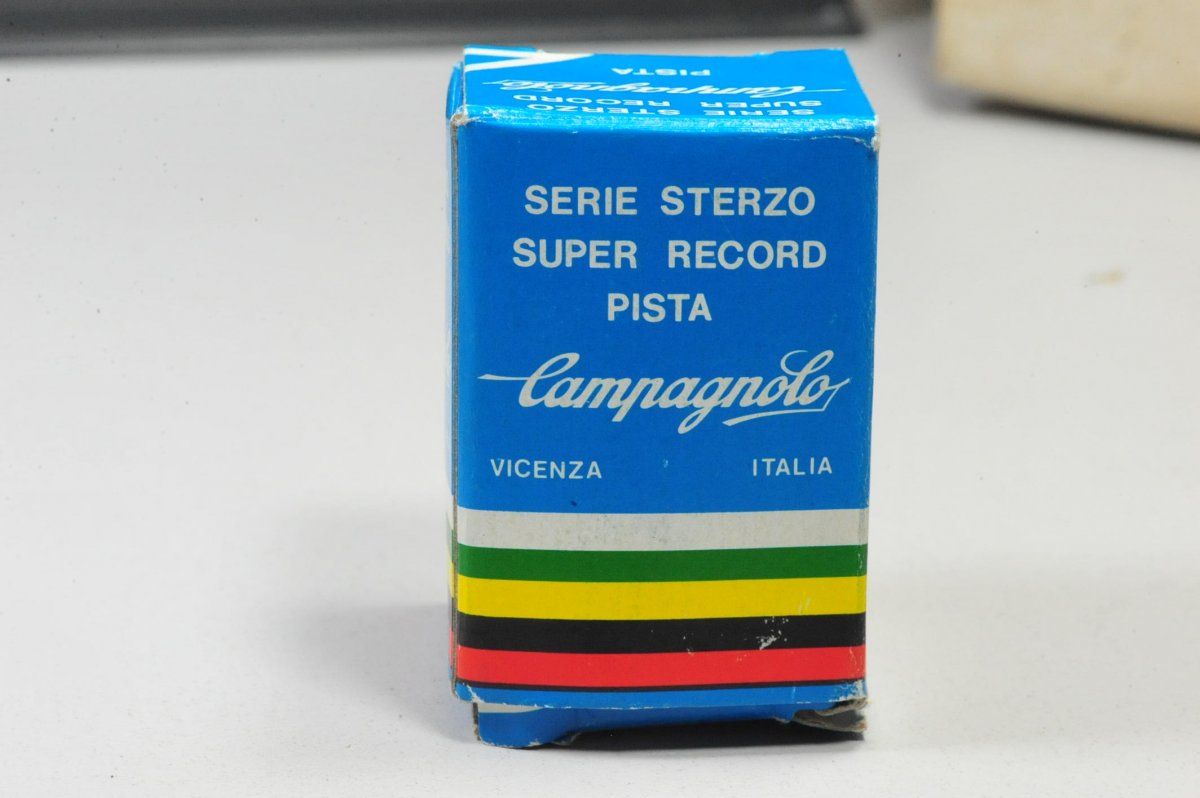 PISTA
Campagnolo
SUPER RECORD
SERIE STERZO
SERIE STERZO
SUPER RECORD
PISTA
Campagnolo
VICENZA ITALIA